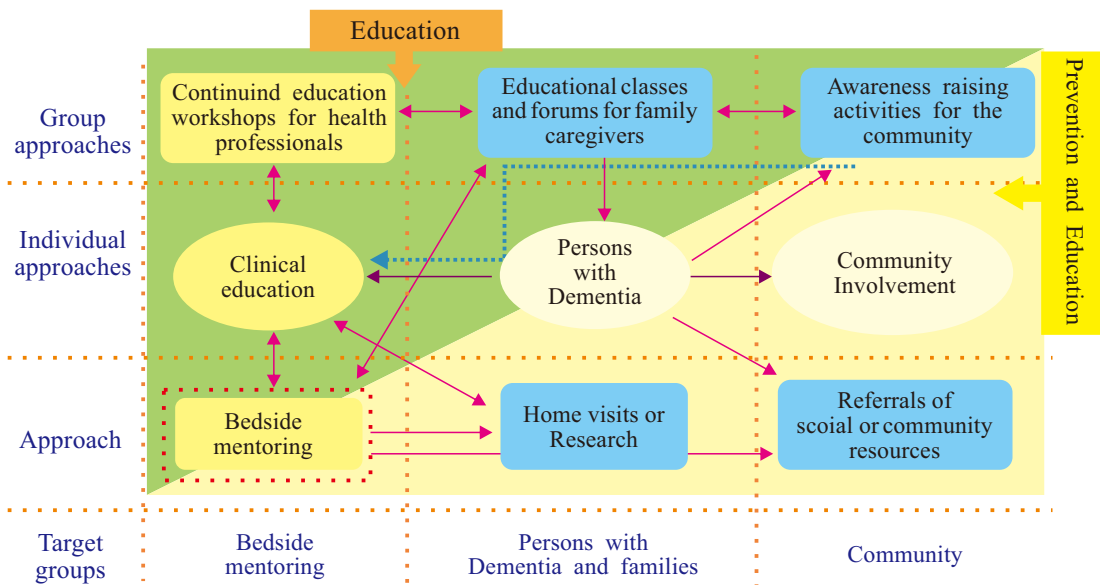 Education
Group
approaches
Continuind education
workshops for health
professionals
Educational classes
and forums for family
caregivers
Awareness raising
activities for the
community
Prevention and Education
Individual
approaches
Clinical
education
Persons
with
Dementia
Community
Involvement
Approach
Bedside
mentoring
Home visits or
Research
Referrals of
scoial or community
resources
Target
groups
Bedside
mentoring
Persons with
Dementia and families
Community